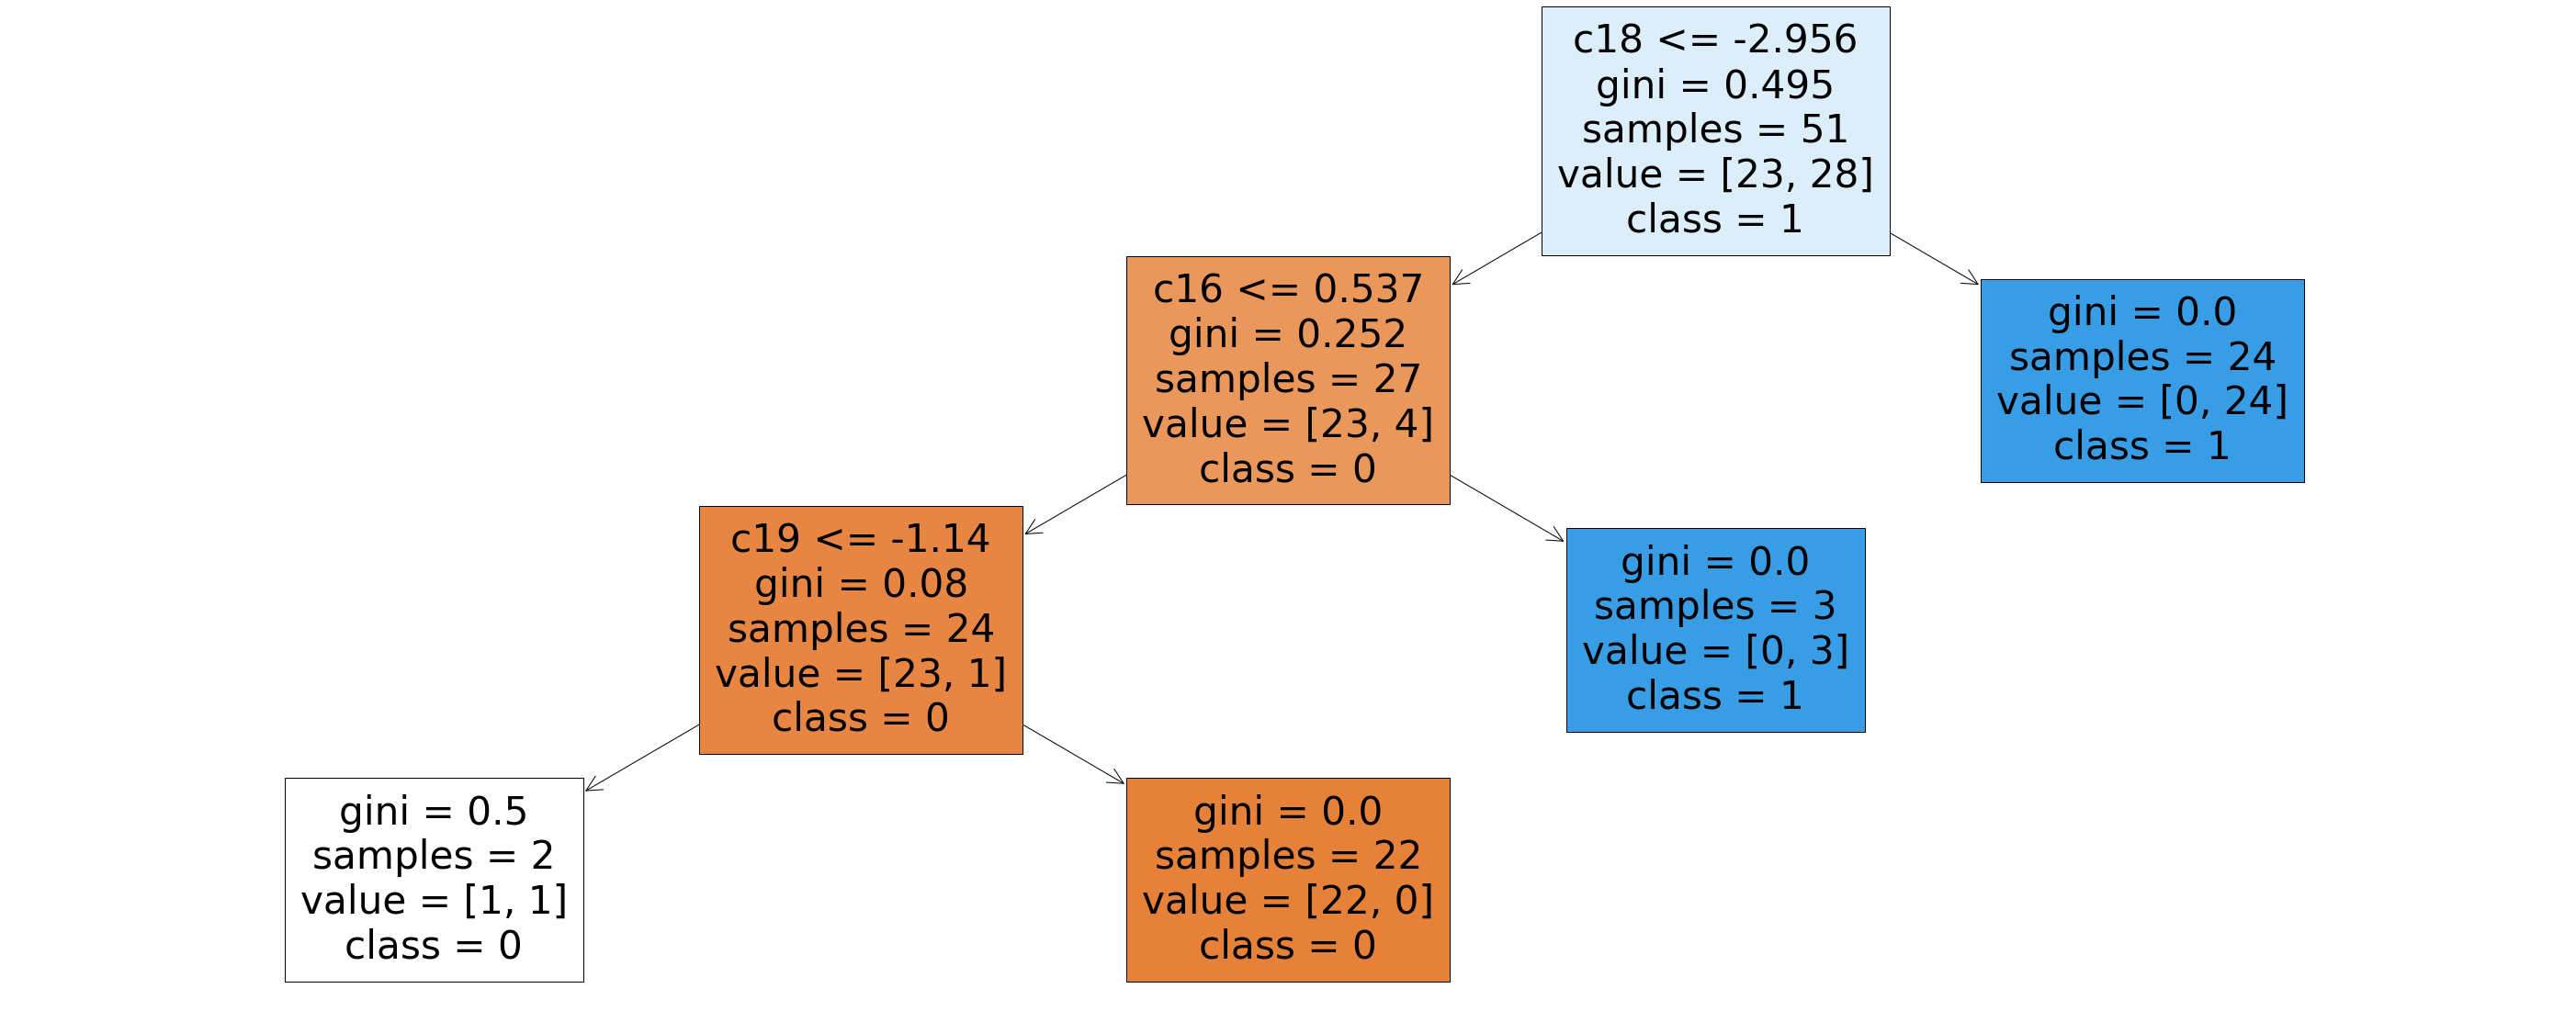 c18 <= -2.956
gini = 0.495
samples = 51
value = [23, 28]
class = 1
c16 <= 0.537
gini = 0.252
samples = 27
value = [23, 4]
class = 0
gini = 0.0
samples = 24
value = [0, 24]
class = 1
c19 <= -1.14
gini = 0.08
samples = 24
value = [23, 1]
class = 0
gini = 0.0
samples = 3
value = [0, 3]
class = 1
gini = 0.5
samples = 2
value = [1, 1]
class = 0
gini = 0.0
samples = 22
value = [22, 0]
class = 0